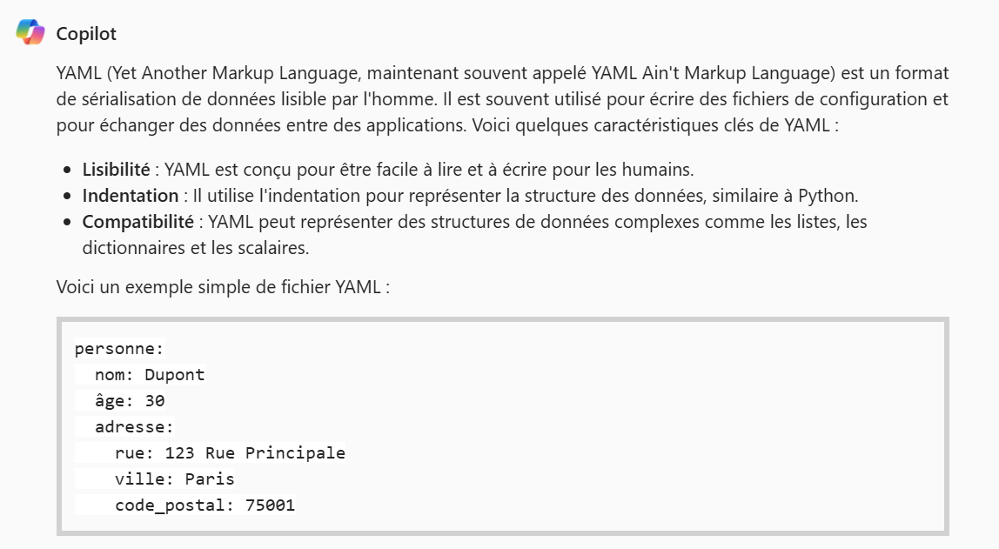 Copilot
YAML (Yet Another Markup Language, maintenant souvent appelé YAML Ain't Markup Language) est un format
de sérialisation de données lisible par l'homme. Il est souvent utilisé pour écrire des fichiers de configuration et
pour échanger des données entre des applications. Voici quelques caractéristiques clés de YAML :
• Lisibilité : YAML est conçu pour être facile à lire et à écrire pour les humains.
• Indentation : Il utilise l'indentation pour représenter la structure des données, similaire à Python.
• Compatibilité : YAML peut représenter des structures de données complexes comme les listes, les
dictionnaires et les scalaires.
Voici un exemple simple de fichier YAML :
personne:
  nom: Dupont
  âge: 30
  adresse:
    rue: 123 Rue Principale
    ville: Paris
    code_postal: 75001